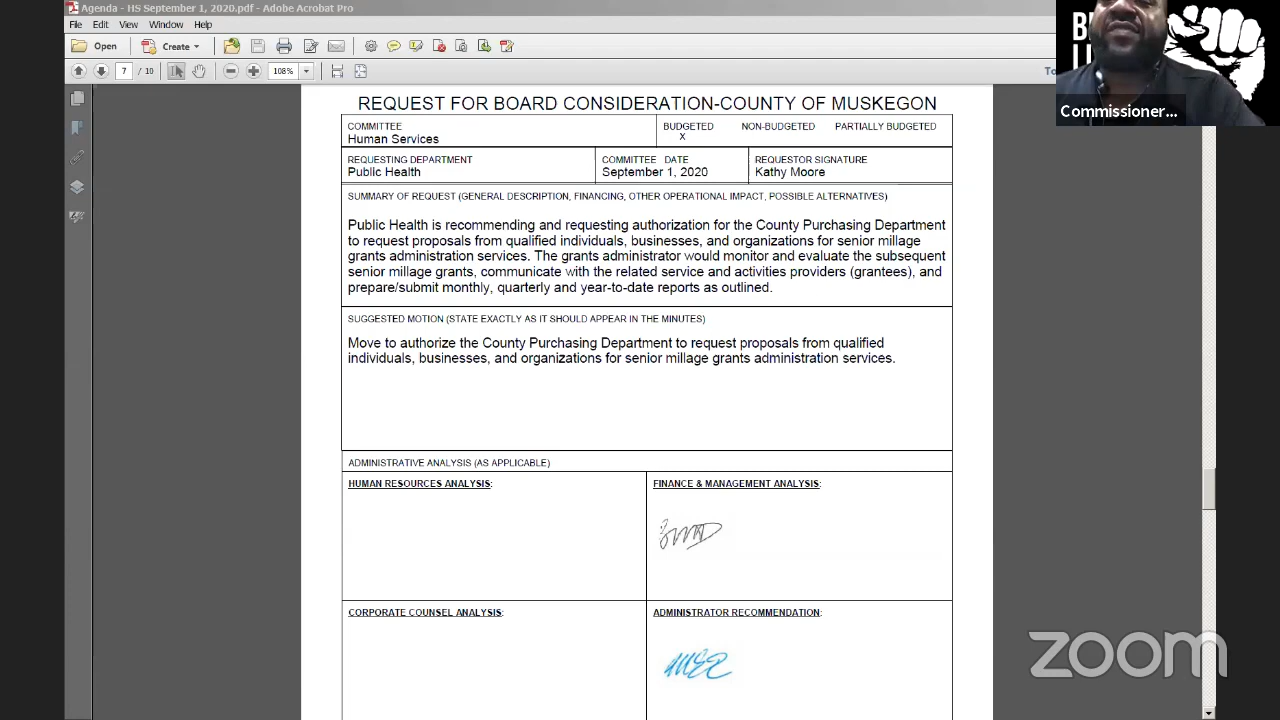 Agenda - HS September 1, 2020.pdf - Adobe Acrobat Pro
File Edit View Window Help
Open Create
7 / 10 108%
Commissioner...
REQUEST FOR BOARD CONSIDERATION-COUNTY OF MUSKEGON
COMMITTEE
Human Services
BUDGETED NON-BUDGETED PARTIALLY BUDGETED
X
REQUESTING DEPARTMENT
Public Health
COMMITTEE DATE
September 1, 2020
REQUESTOR SIGNATURE
Kathy Moore
SUMMARY OF REQUEST (GENERAL DESCRIPTION, FINANCING, OTHER OPERATIONAL IMPACT, POSSIBLE ALTERNATIVES)
Public Health is recommending and requesting authorization for the County Purchasing Department
to request proposals from qualified individuals, businesses, and organizations for senior millage
grants administration services. The grants administrator would monitor and evaluate the subsequent
senior millage grants, communicate with the related service and activities providers (grantees), and
prepare/submit monthly, quarterly and year-to-date reports as outlined.
SUGGESTED MOTION (STATE EXACTLY AS IT SHOULD APPEAR IN THE MINUTES)
Move to authorize the County Purchasing Department to request proposals from qualified
individuals, businesses, and organizations for senior millage grants administration services.
ADMINISTRATIVE ANALYSIS (AS APPLICABLE)
HUMAN RESOURCES ANALYSIS:
FINANCE & MANAGEMENT ANALYSIS:
CORPORATE COUNSEL ANALYSIS:
ADMINISTRATOR RECOMMENDATION:
zoom